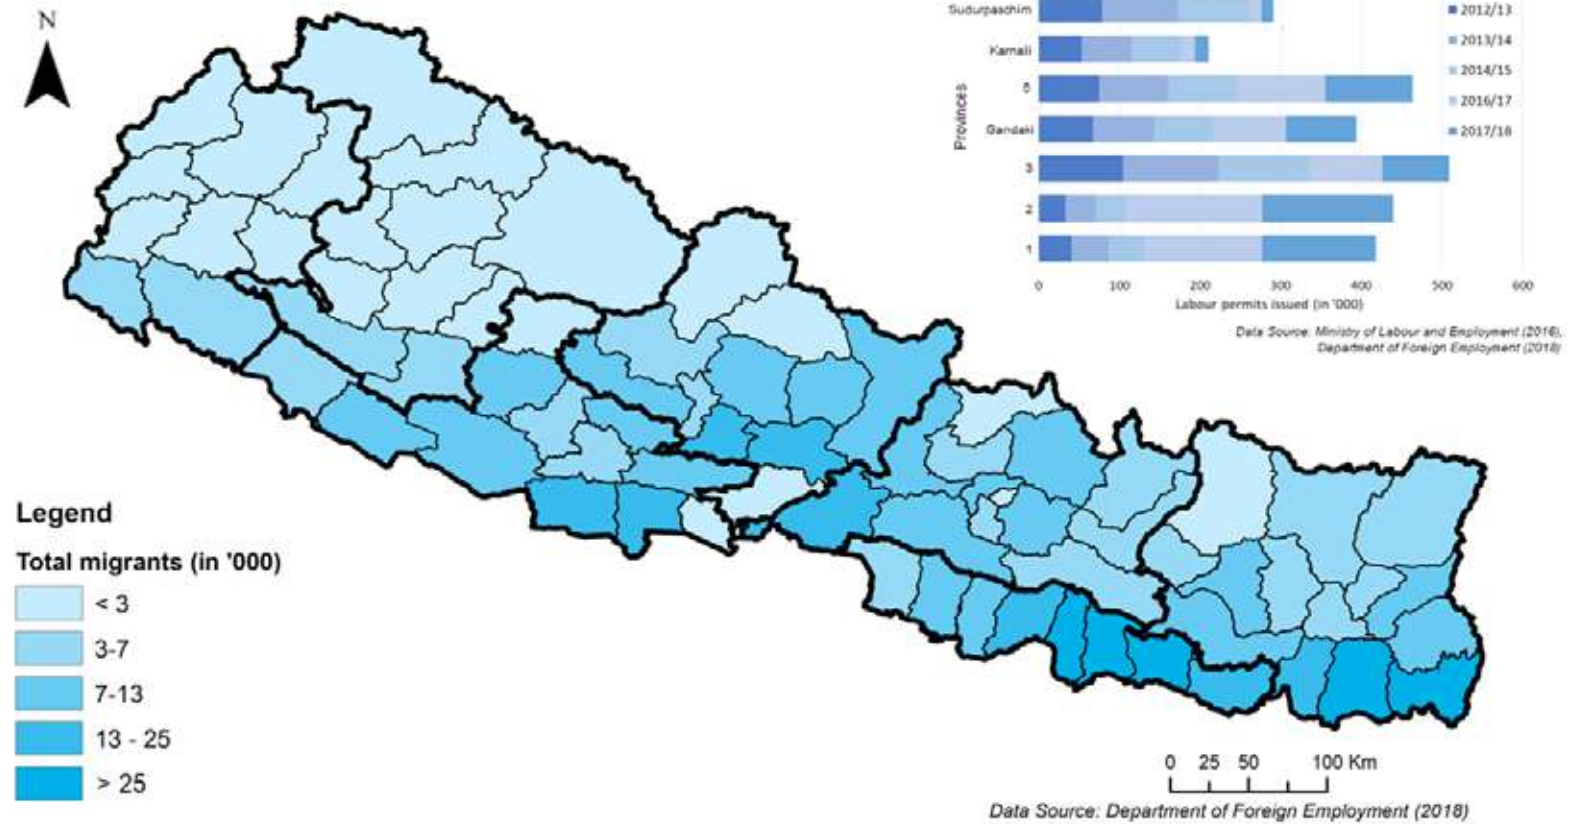 N
Sudurpaschim
Karnali
5
Gandaki
3
2
1
Provinces
0 100 200 300 400 500 600
Labour permits issued (in '000)
2012/13
2013/14
2014/15
2016/17
2017/18
Data Source: Ministry of Labour and Employment (2016),
Department of Foreign Employment (2018)
Legend
Total migrants (in '000)
< 3
3-7
7-13
13 - 25
> 25
0 25 50 100 Km
Data Source: Department of Foreign Employment (2018)